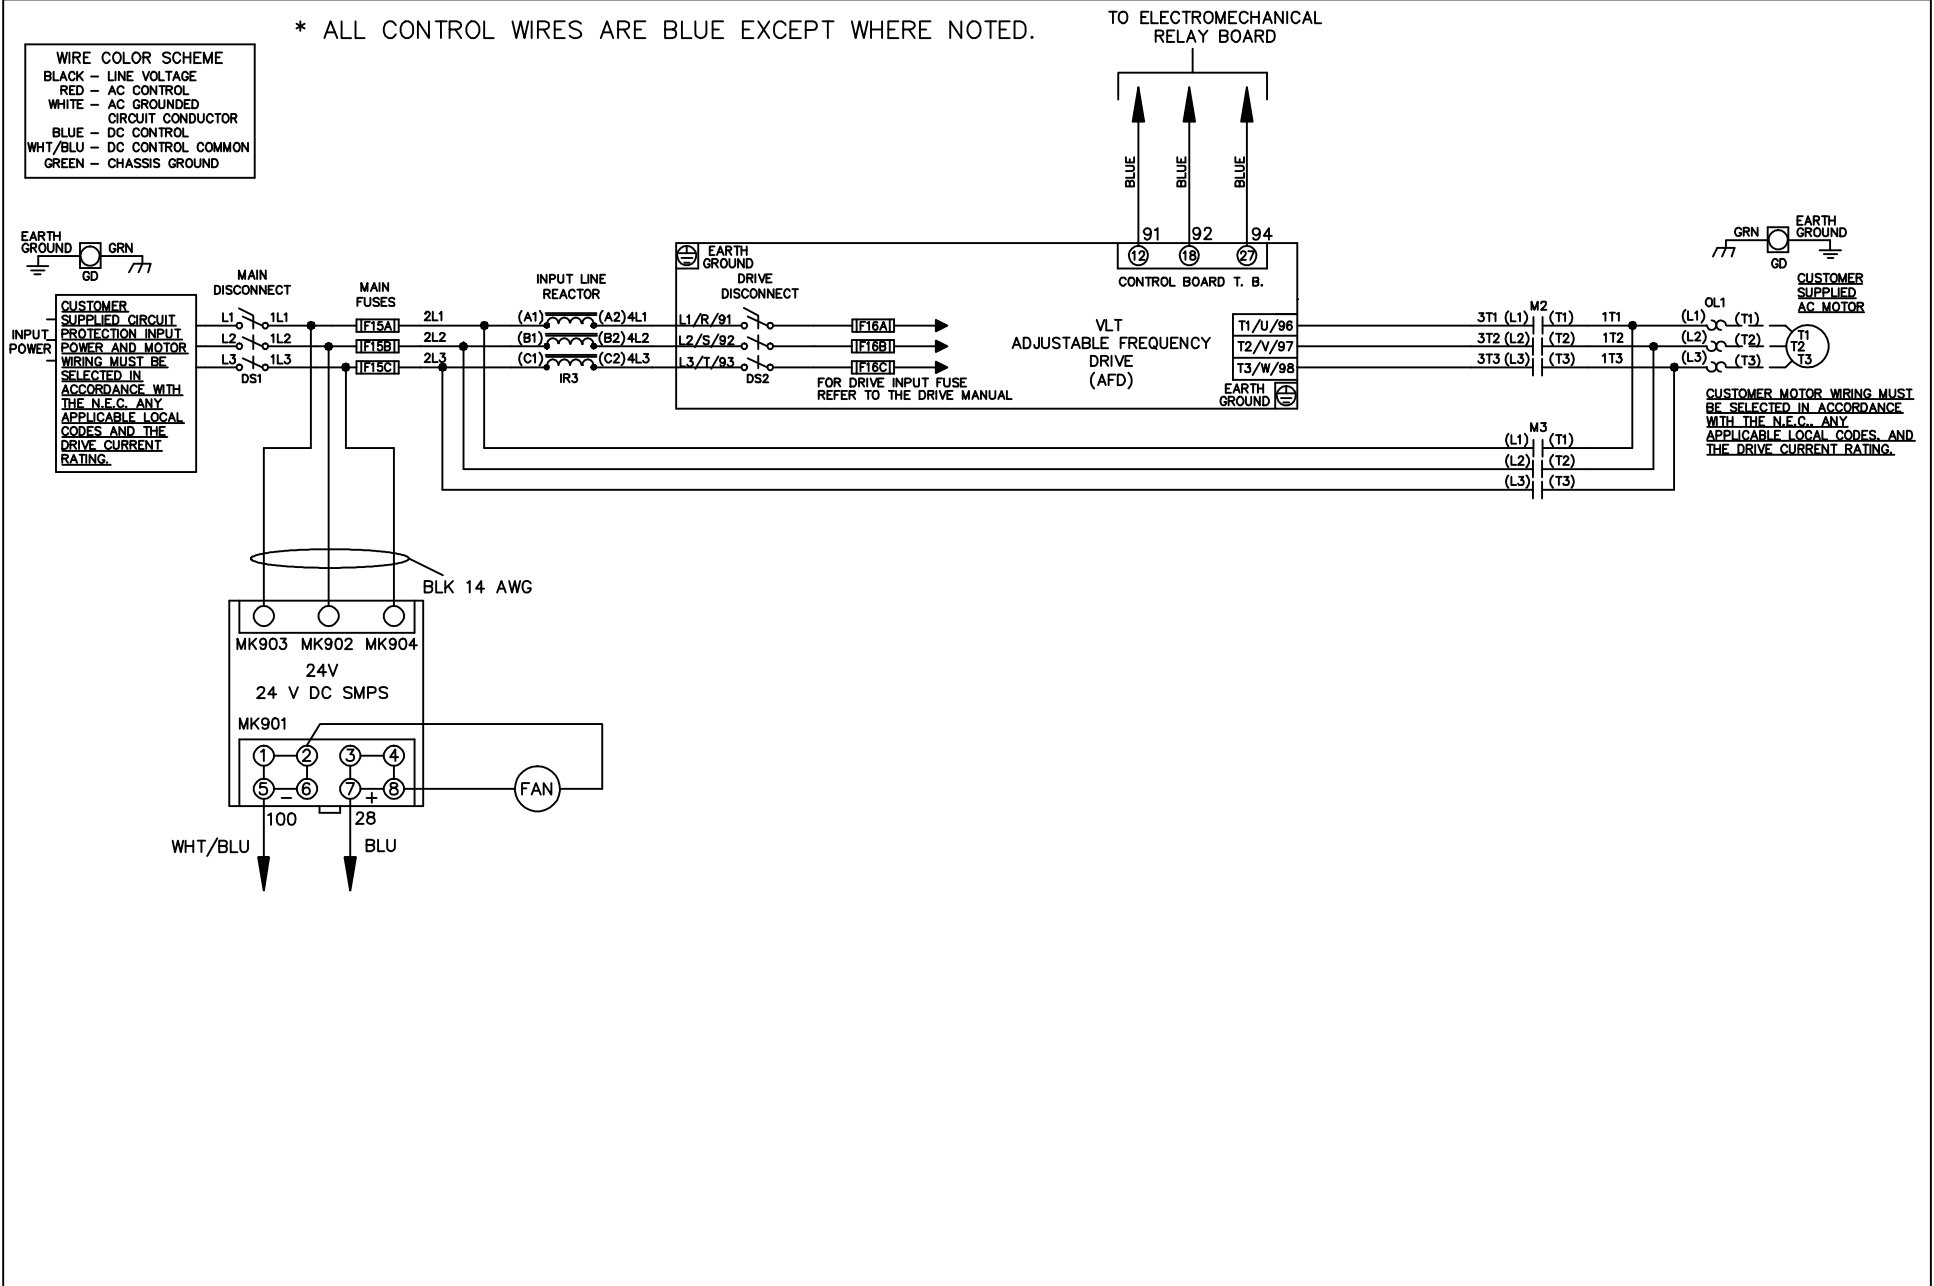 * ALL CONTROL WIRES ARE BLUE EXCEPT WHERE NOTED.
TO ELECTROMECHANICAL
RELAY BOARD
WIRE COLOR SCHEME
BLACK – LINE VOLTAGE
RED – AC CONTROL
WHITE – AC GROUNDED
CIRCUIT CONDUCTOR
BLUE – DC CONTROL
WHT/BLU – DC CONTROL COMMON
GREEN – CHASSIS GROUND
BLUE
BLUE
BLUE
91 92 94
12 18 27
CONTROL BOARD T. B.
EARTH
GROUND
GRN
GD
INPUT
POWER
CUSTOMER
SUPPLIED CIRCUIT
PROTECTION INPUT
POWER AND MOTOR
WIRING MUST BE
SELECTED IN
ACCORDANCE WITH
THE N.E.C. ANY
APPLICABLE LOCAL
CODES AND THE
DRIVE CURRENT
RATING.
MAIN
DISCONNECT
L1 1L1
L2 1L2
L3 1L3
DS1
MAIN
FUSES
F15A
F15B
F15C
2L1
2L2
2L3
INPUT LINE
REACTOR
(A1) (A2) 4L1
(B1) (B2) 4L2
(C1) (C2) 4L3
IR3
EARTH
GROUND
DRIVE
DISCONNECT
L1/R/91
L2/S/92
L3/T/93
DS2
F16A
F16B
F16C
FOR DRIVE INPUT FUSE
REFER TO THE DRIVE MANUAL
VLT
ADJUSTABLE FREQUENCY
DRIVE
(AFD)
T1/U/96
T2/V/97
T3/W/98
EARTH
GROUND
M2
3T1 (L1) (T1) 1T1
3T2 (L2) (T2) 1T2
3T3 (L3) (T3) 1T3
M3
(L1) (T1)
(L2) (T2)
(L3) (T3)
OL1
(L1) (T1)
(L2) (T2)
(L3) (T3)
T1
T2
T3
GRN
GD
EARTH
GROUND
CUSTOMER
SUPPLIED
AC MOTOR
CUSTOMER MOTOR WIRING MUST
BE SELECTED IN ACCORDANCE
WITH THE N.E.C., ANY
APPLICABLE LOCAL CODES, AND
THE DRIVE CURRENT RATING.
BLK 14 AWG
MK903 MK902 MK904
24V
24 V DC SMPS
MK901
1 2 3 4
5 – 6 7 + 8
FAN
100 28
WHT/BLU BLU